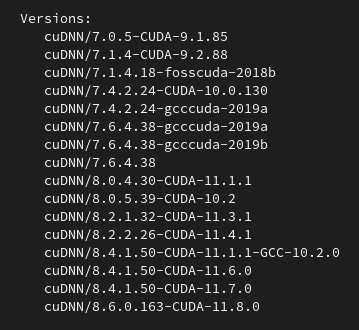 Versions:
cuDNN/7.0.5-CUDA-9.1.85
cuDNN/7.1.4-CUDA-9.2.88
cuDNN/7.1.4.18-fosscuda-2018b
cuDNN/7.4.2.24-CUDA-10.0.130
cuDNN/7.4.2.24-gcccuda-2019a
cuDNN/7.6.4.38-gcccuda-2019a
cuDNN/7.6.4.38-gcccuda-2019b
cuDNN/7.6.4.38
cuDNN/8.0.4.30-CUDA-11.1.1
cuDNN/8.0.5.39-CUDA-10.2
cuDNN/8.2.1.32-CUDA-11.3.1
cuDNN/8.2.2.26-CUDA-11.4.1
cuDNN/8.4.1.50-CUDA-11.1.1-GCC-10.2.0
cuDNN/8.4.1.50-CUDA-11.6.0
cuDNN/8.4.1.50-CUDA-11.7.0
cuDNN/8.6.0.163-CUDA-11.8.0